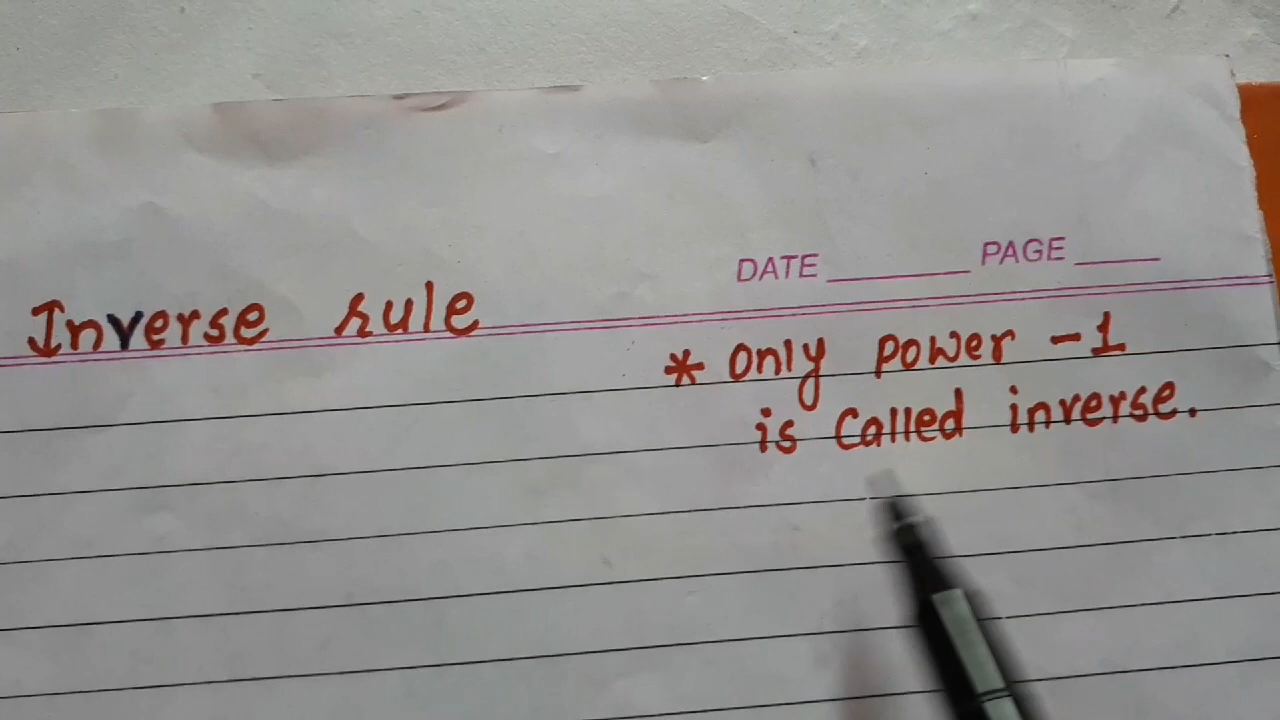 DATE PAGE
Inverse rule
* only power -1
is called inverse.